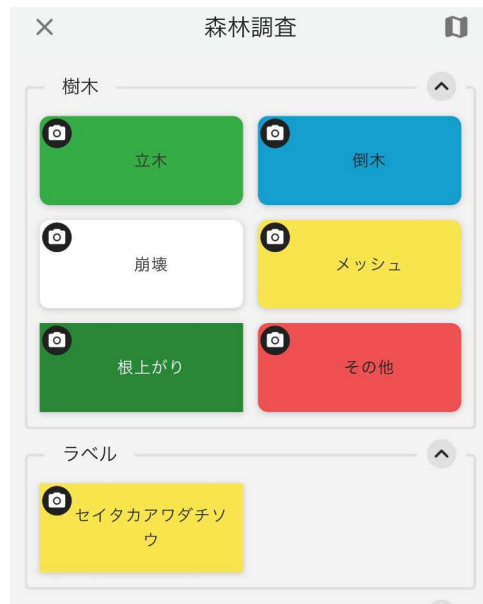 森林調査
樹木
立木
倒木
崩壊
メッシュ
根上がり
その他
ラベル
セイタカアワダチソ
ウ